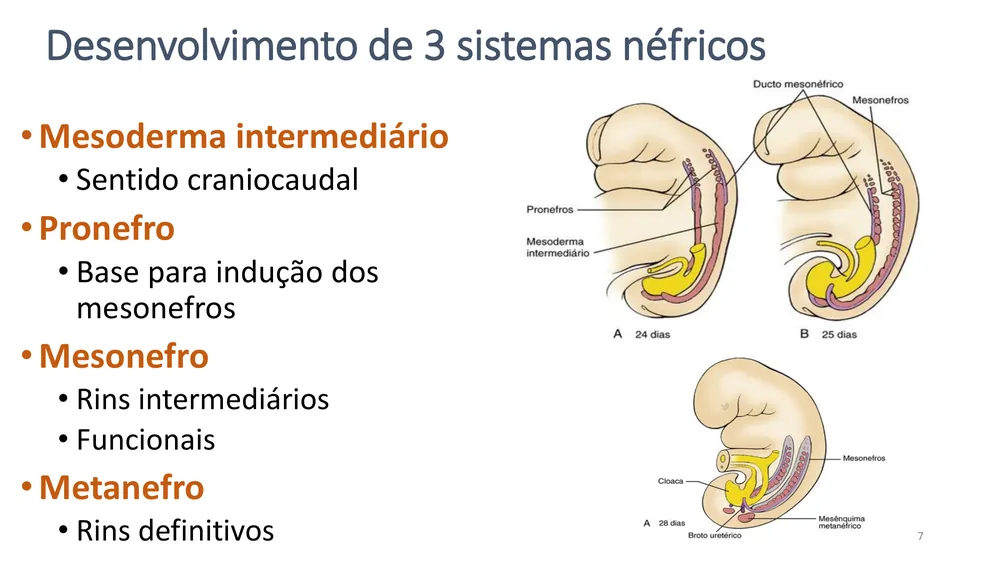 Desenvolvimento de 3 sistemas néfricos
• Mesoderma intermediário
• Sentido craniocaudal
• Pronefro
• Base para indução dos
mesonefros
• Mesonefro
• Rins intermediários
• Funcionais
• Metanefro
• Rins definitivos
Ducto mesonéfrico
Mesonefros
Pronefros
Mesoderma
intermediário
A 24 dias
B 25 dias
Mesonefros
Cloaca
A 28 dias
Mesênquima
metanéfrico
Broto uretérico
7